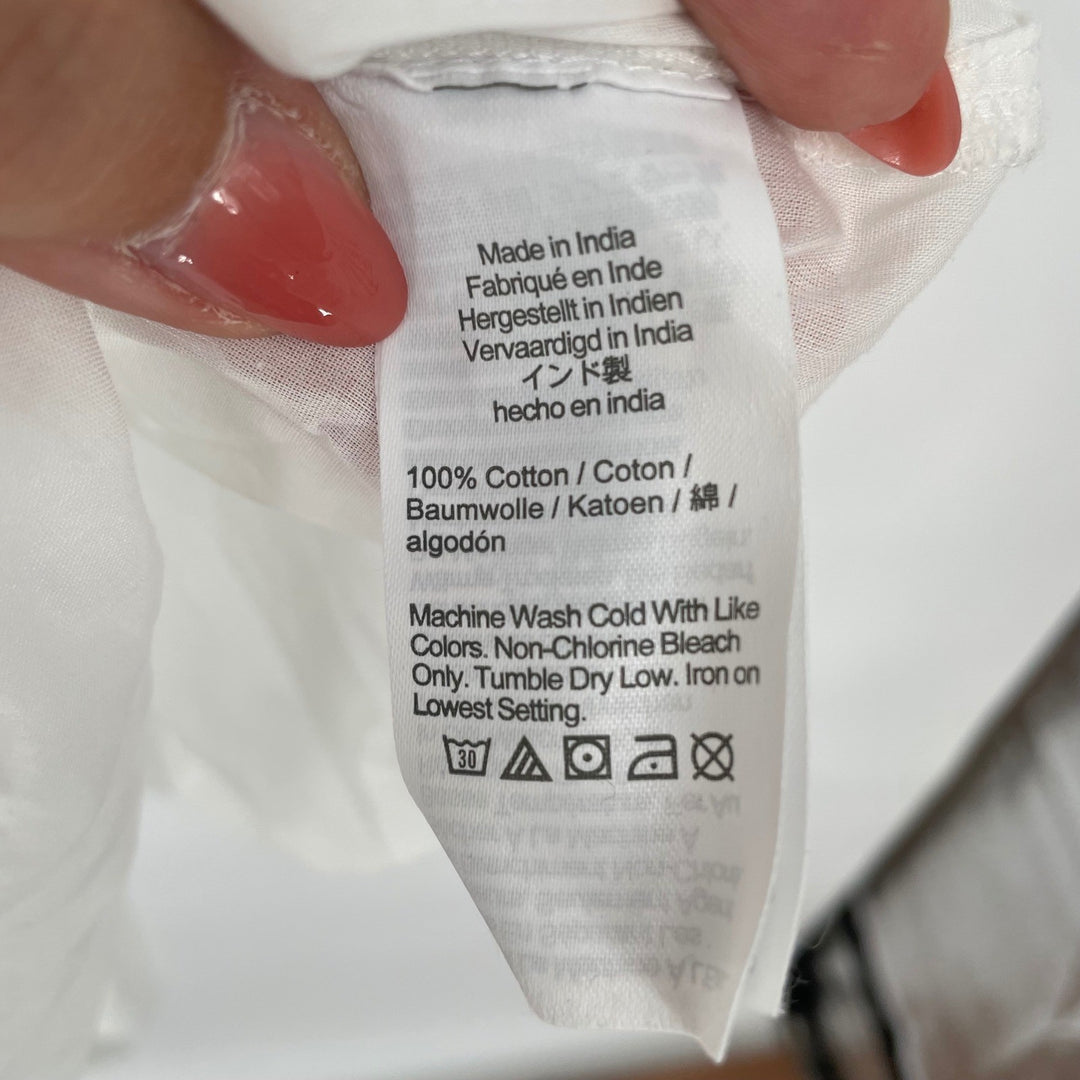 Made in India
Fabriqué en Inde
Hergestellt in Indien
Vervaardigd in India
インド製
hecho en india
100% Cotton / Coton /
Baumwolle / Katoen / 綿 /
algodón
Machine Wash Cold With Like
Colors. Non-Chlorine Bleach
Only. Tumble Dry Low. Iron on
Lowest Setting.
30